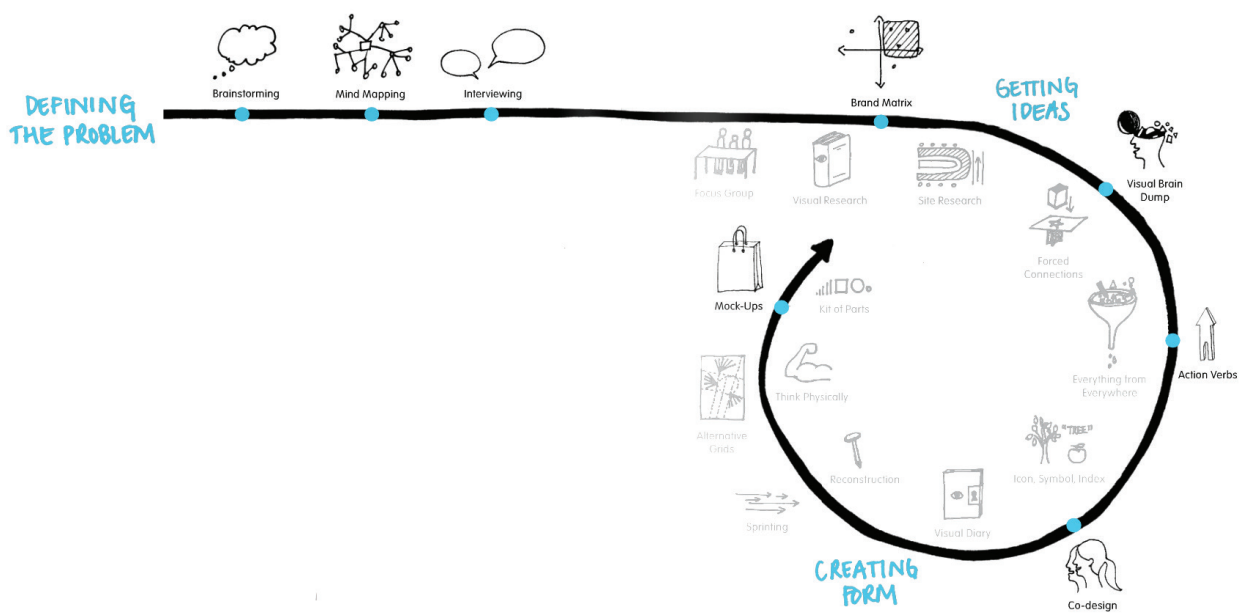 DEFINING
THE PROBLEM
Brainstorming
Mind Mapping
Interviewing
Brand Matrix
GETTING
IDEAS
Visual Brain
Dump
Focus Group
Visual Research
Site Research
Forced
Connections
Mock-Ups
Kit of Parts
Everything from
Everywhere
Action Verbs
Think Physically
Alternative
Grids
"TREE"
Icon, Symbol, Index
Reconstruction
Sprinting
Visual Diary
CREATING
FORM
Co-design